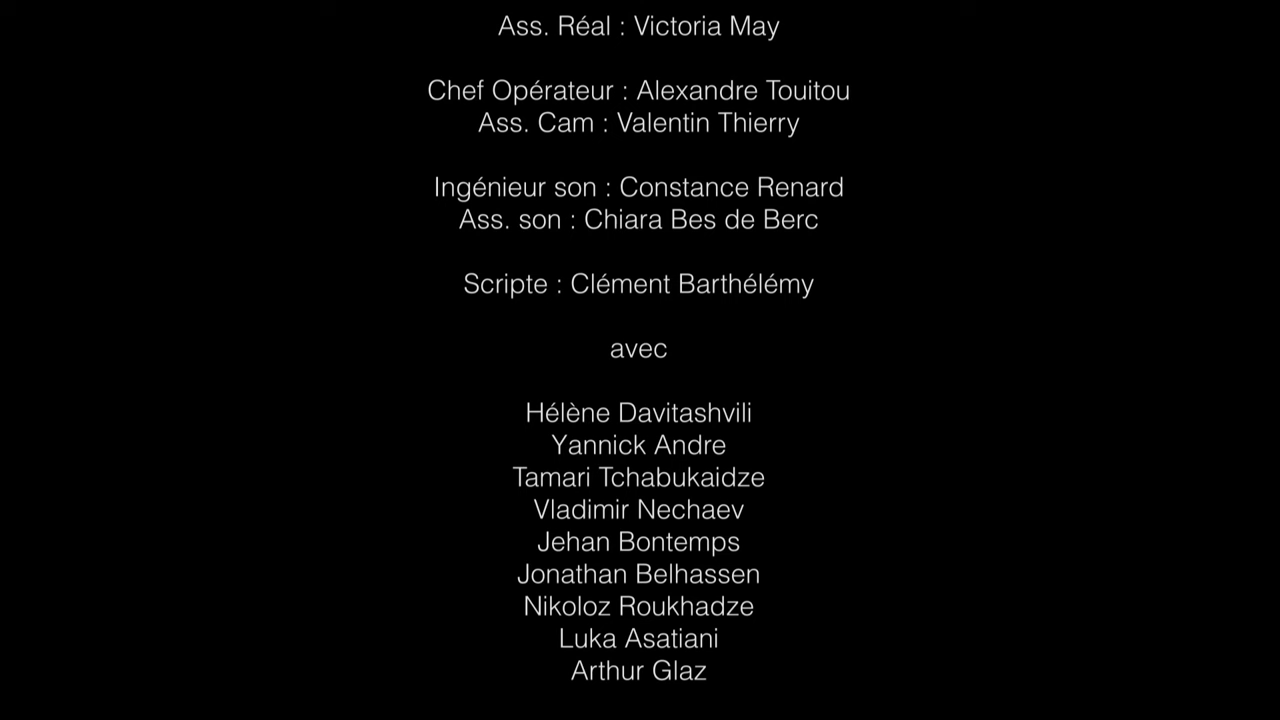 Ass. Réal : Victoria May
Chef Opérateur : Alexandre Touitou
Ass. Cam : Valentin Thierry
Ingénieur son : Constance Renard
Ass. son : Chiara Bes de Berc
Scripte : Clément Barthélémy
avec
Hélène Davitashvili
Yannick Andre
Tamari Tchabukaidze
Vladimir Nechaev
Jehan Bontemps
Jonathan Belhassen
Nikoloz Roukhadze
Luka Asatiani
Arthur Glaz